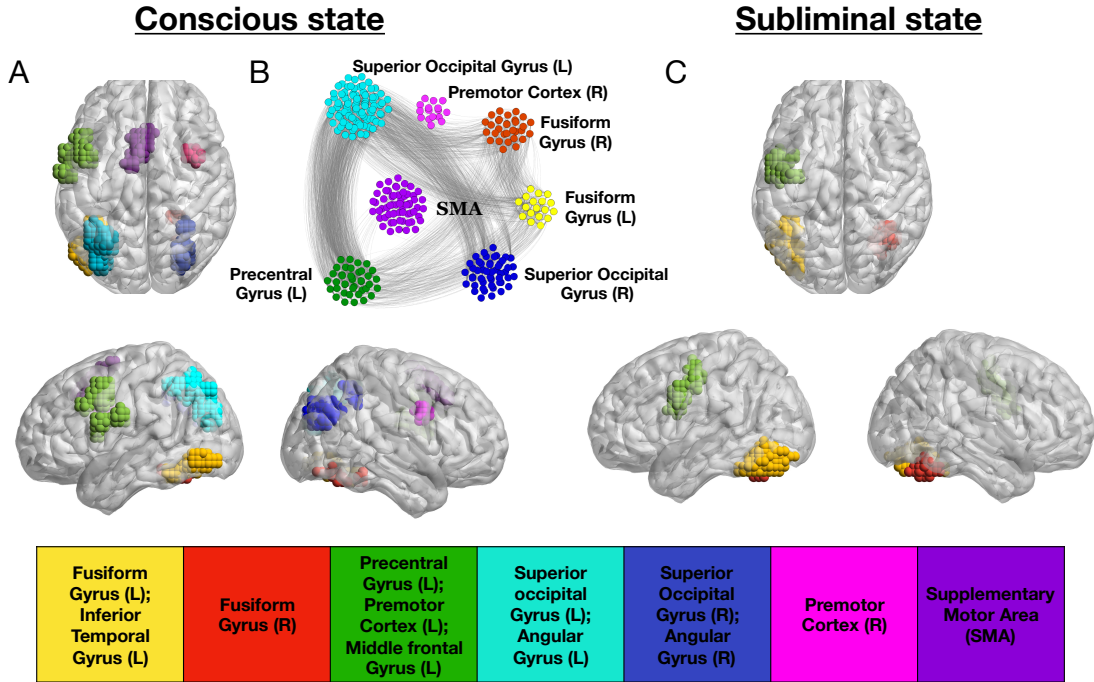 Conscious state
Subliminal state
A
B
C
Superior Occipital Gyrus (L)
Premotor Cortex (R)
Fusiform
Gyrus (R)
Fusiform
Gyrus (L)
SMA
Precentral
Gyrus (L)
Superior Occipital
Gyrus (R)
Fusiform
Gyrus (L);
Inferior
Temporal
Gyrus (L)
Fusiform
Gyrus (R)
Precentral
Gyrus (L);
Premotor
Cortex (L);
Middle frontal
Gyrus (L)
Superior
occipital
Gyrus (L);
Angular
Gyrus (L)
Superior
Occipital
Gyrus (R);
Angular
Gyrus (R)
Premotor
Cortex (R)
Supplementary
Motor Area
(SMA)